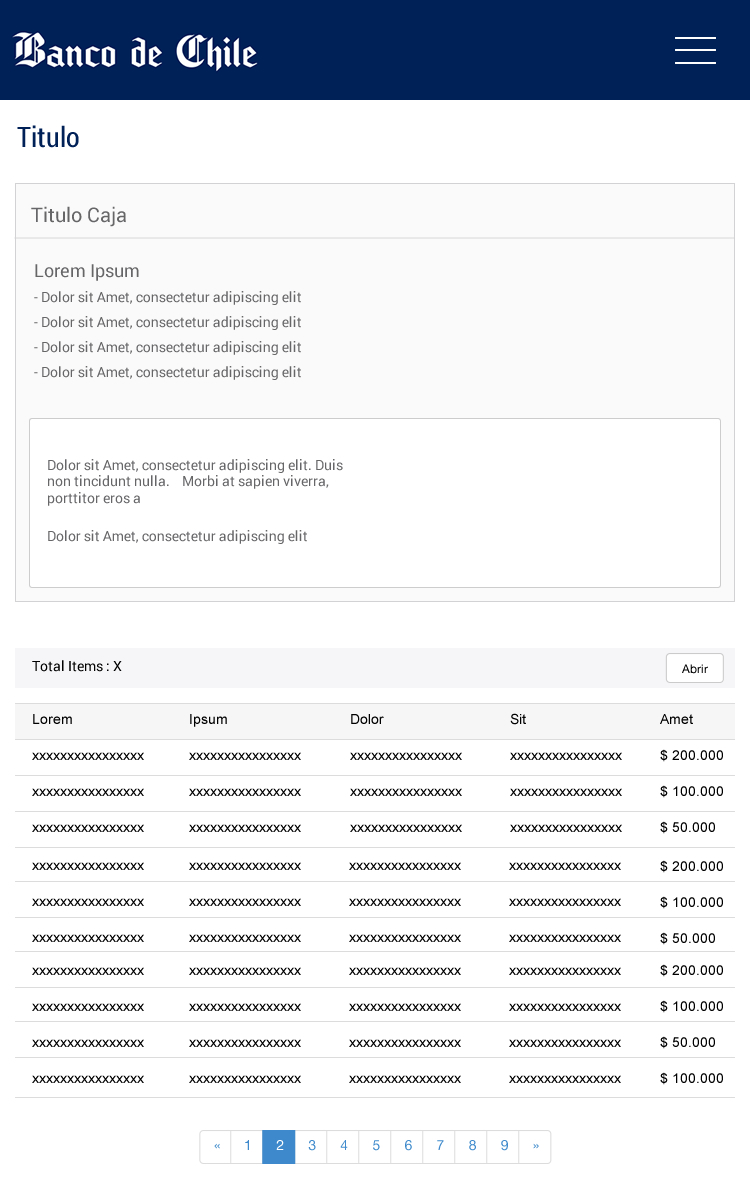 Banco de Chile
Titulo
Titulo Caja
Lorem Ipsum
- Dolor sit Amet, consectetur adipiscing elit
- Dolor sit Amet, consectetur adipiscing elit
- Dolor sit Amet, consectetur adipiscing elit
- Dolor sit Amet, consectetur adipiscing elit
Dolor sit Amet, consectetur adipiscing elit. Duis
non tincidunt nulla. Morbi at sapien viverra,
porttitor eros a
Dolor sit Amet, consectetur adipiscing elit
Total Items : X Abrir
Lorem Ipsum Dolor Sit Amet
xxxxxxxxxxxxxxxx xxxxxxxxxxxxxxxx xxxxxxxxxxxxxxxx xxxxxxxxxxxxxxxx $ 200.000
xxxxxxxxxxxxxxxx xxxxxxxxxxxxxxxx xxxxxxxxxxxxxxxx xxxxxxxxxxxxxxxx $ 100.000
xxxxxxxxxxxxxxxx xxxxxxxxxxxxxxxx xxxxxxxxxxxxxxxx xxxxxxxxxxxxxxxx $ 50.000
xxxxxxxxxxxxxxxx xxxxxxxxxxxxxxxx xxxxxxxxxxxxxxxx xxxxxxxxxxxxxxxx $ 200.000
xxxxxxxxxxxxxxxx xxxxxxxxxxxxxxxx xxxxxxxxxxxxxxxx xxxxxxxxxxxxxxxx $ 100.000
xxxxxxxxxxxxxxxx xxxxxxxxxxxxxxxx xxxxxxxxxxxxxxxx xxxxxxxxxxxxxxxx $ 50.000
xxxxxxxxxxxxxxxx xxxxxxxxxxxxxxxx xxxxxxxxxxxxxxxx xxxxxxxxxxxxxxxx $ 200.000
xxxxxxxxxxxxxxxx xxxxxxxxxxxxxxxx xxxxxxxxxxxxxxxx xxxxxxxxxxxxxxxx $ 100.000
xxxxxxxxxxxxxxxx xxxxxxxxxxxxxxxx xxxxxxxxxxxxxxxx xxxxxxxxxxxxxxxx $ 50.000
xxxxxxxxxxxxxxxx xxxxxxxxxxxxxxxx xxxxxxxxxxxxxxxx xxxxxxxxxxxxxxxx $ 100.000
« 1 2 3 4 5 6 7 8 9 »